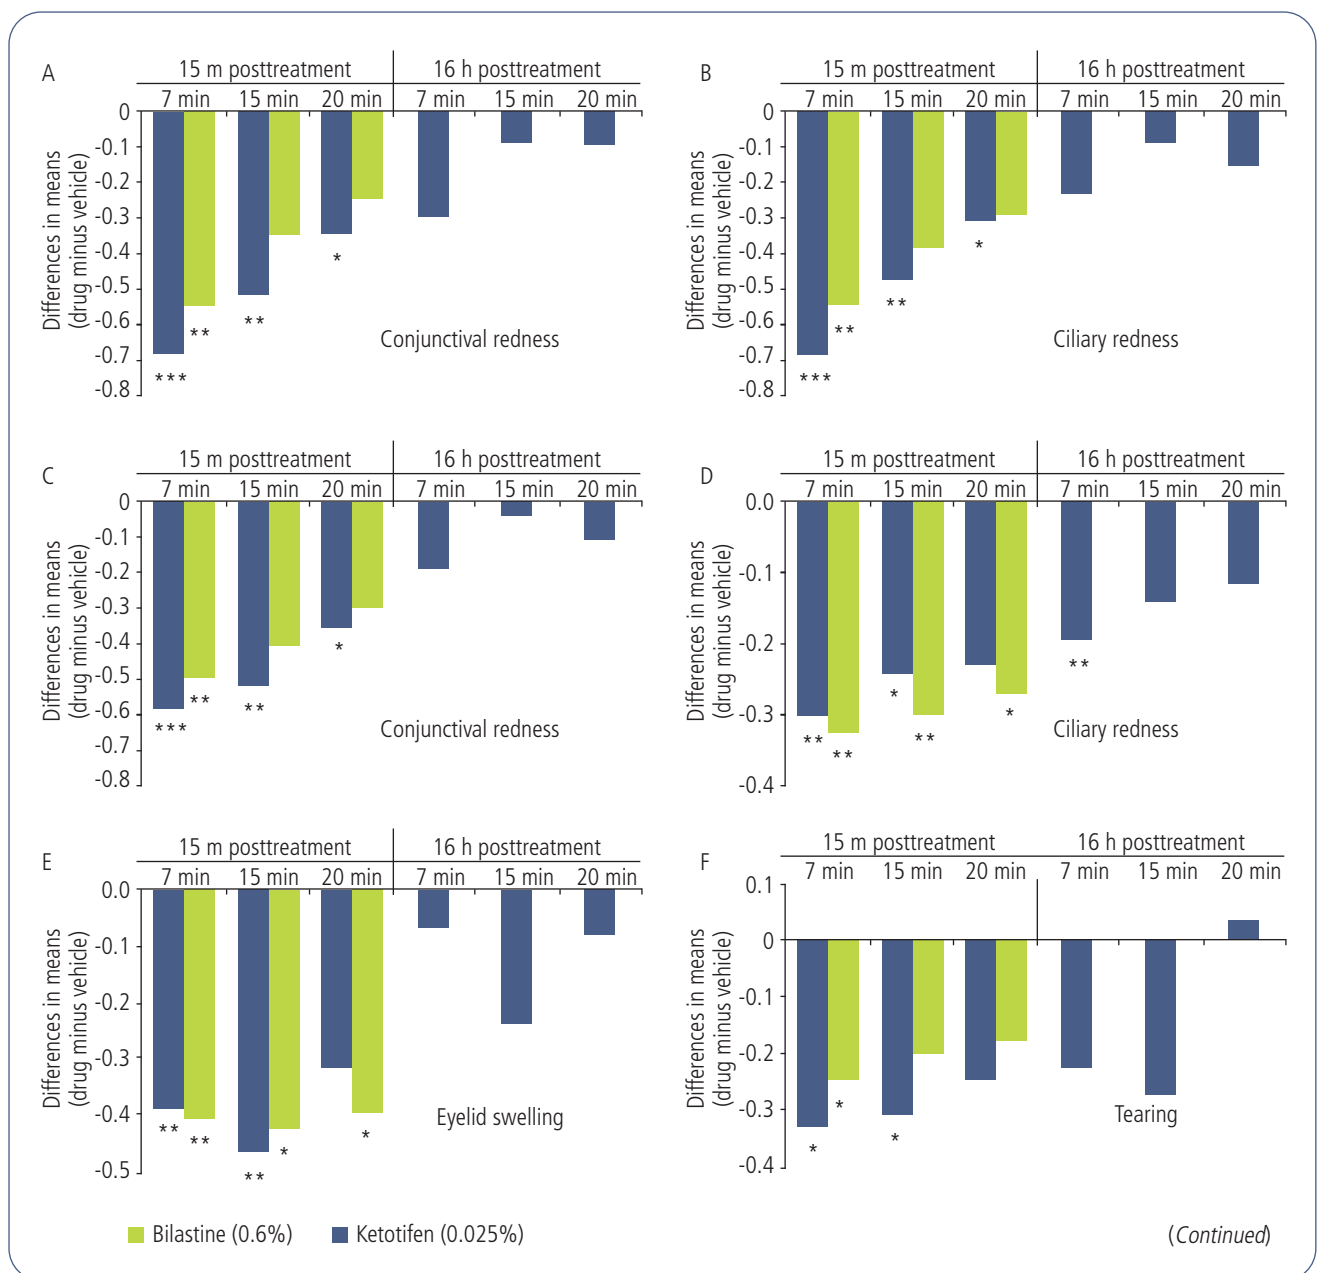 A
15 m posttreatment 16 h posttreatment
7 min 15 min 20 min 7 min 15 min 20 min
0
-0.1
-0.2
-0.3
-0.4
-0.5
-0.6
-0.7
-0.8
Differences in means
(drug minus vehicle)
***
**
**
*
Conjunctival redness
B
15 m posttreatment 16 h posttreatment
7 min 15 min 20 min 7 min 15 min 20 min
0
-0.1
-0.2
-0.3
-0.4
-0.5
-0.6
-0.7
-0.8
Differences in means
(drug minus vehicle)
***
**
**
*
Ciliary redness
C
15 m posttreatment 16 h posttreatment
7 min 15 min 20 min 7 min 15 min 20 min
0
-0.1
-0.2
-0.3
-0.4
-0.5
-0.6
-0.7
-0.8
Differences in means
(drug minus vehicle)
***
**
**
*
Conjunctival redness
D
15 m posttreatment 16 h posttreatment
7 min 15 min 20 min 7 min 15 min 20 min
0.0
-0.1
-0.2
-0.3
-0.4
Differences in means
(drug minus vehicle)
**
**
*
**
*
**
Ciliary redness
E
15 m posttreatment 16 h posttreatment
7 min 15 min 20 min 7 min 15 min 20 min
0.0
-0.1
-0.2
-0.3
-0.4
-0.5
Differences in means
(drug minus vehicle)
**
**
**
*
*
Eyelid swelling
F
15 m posttreatment 16 h posttreatment
7 min 15 min 20 min 7 min 15 min 20 min
0.1
0
-0.1
-0.2
-0.3
-0.4
Differences in means
(drug minus vehicle)
*
*
*
Tearing
Bilastine (0.6%) Ketotifen (0.025%)
(Continued)